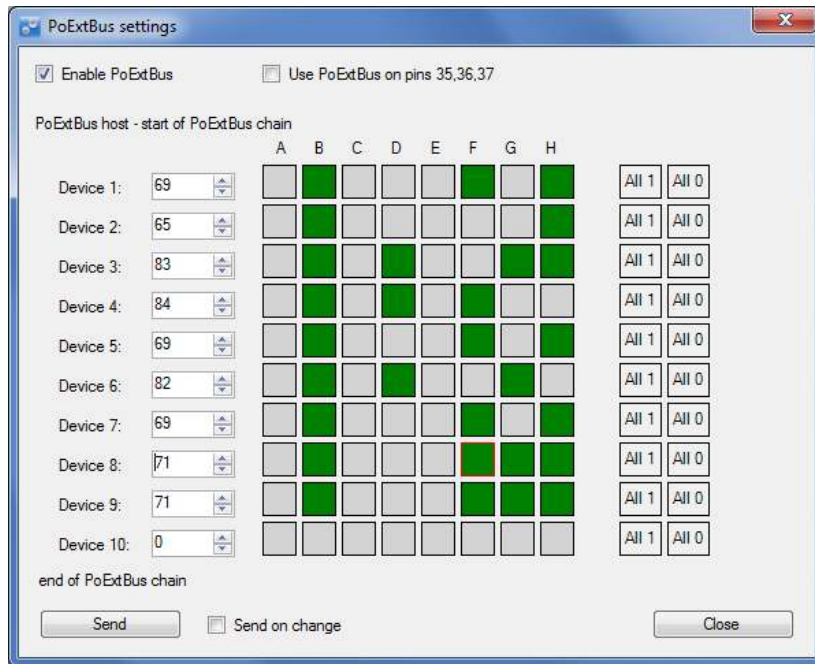 PoExtBus settings
Enable PoExtBus Use PoExtBus on pins 35,36,37
PoExtBus host - start of PoExtBus chain
A B C D E F G H
Device 1: 69 All 1 All 0
Device 2: 65 All 1 All 0
Device 3: 83 All 1 All 0
Device 4: 84 All 1 All 0
Device 5: 69 All 1 All 0
Device 6: 82 All 1 All 0
Device 7: 69 All 1 All 0
Device 8: 71 All 1 All 0
Device 9: 71 All 1 All 0
Device 10: 0 All 1 All 0
end of PoExtBus chain
Send Send on change Close